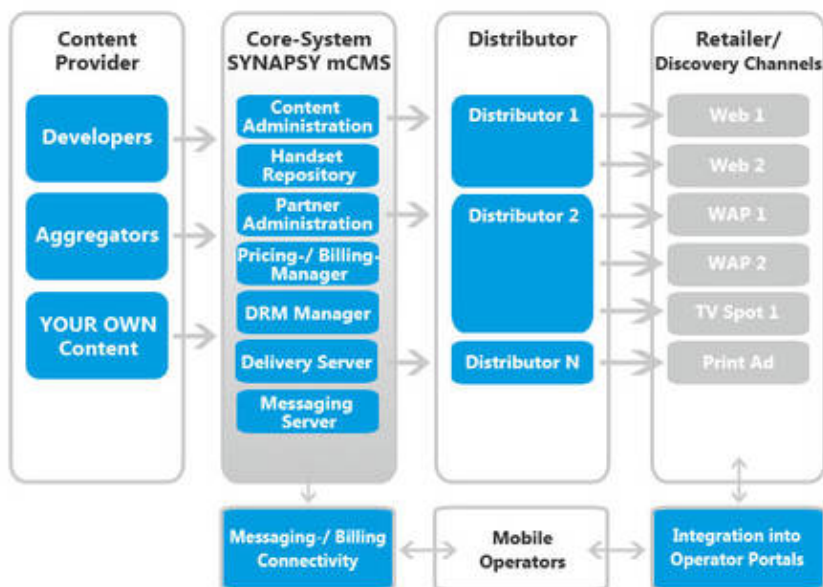 Content
Provider
Developers
Aggregators
YOUR OWN
Content
Core-System
SYNAPSY mCMS
Content
Administration
Handset
Repository
Partner
Administration
Pricing-/ Billing-
Manager
DRM Manager
Delivery Server
Messaging
Server
Distributor
Distributor 1
Distributor 2
Distributor N
Retailer/
Discovery Channels
Web 1
Web 2
WAP 1
WAP 2
TV Spot 1
Print Ad
Messaging-/ Billing
Connectivity
Mobile
Operators
Integration into
Operator Portals